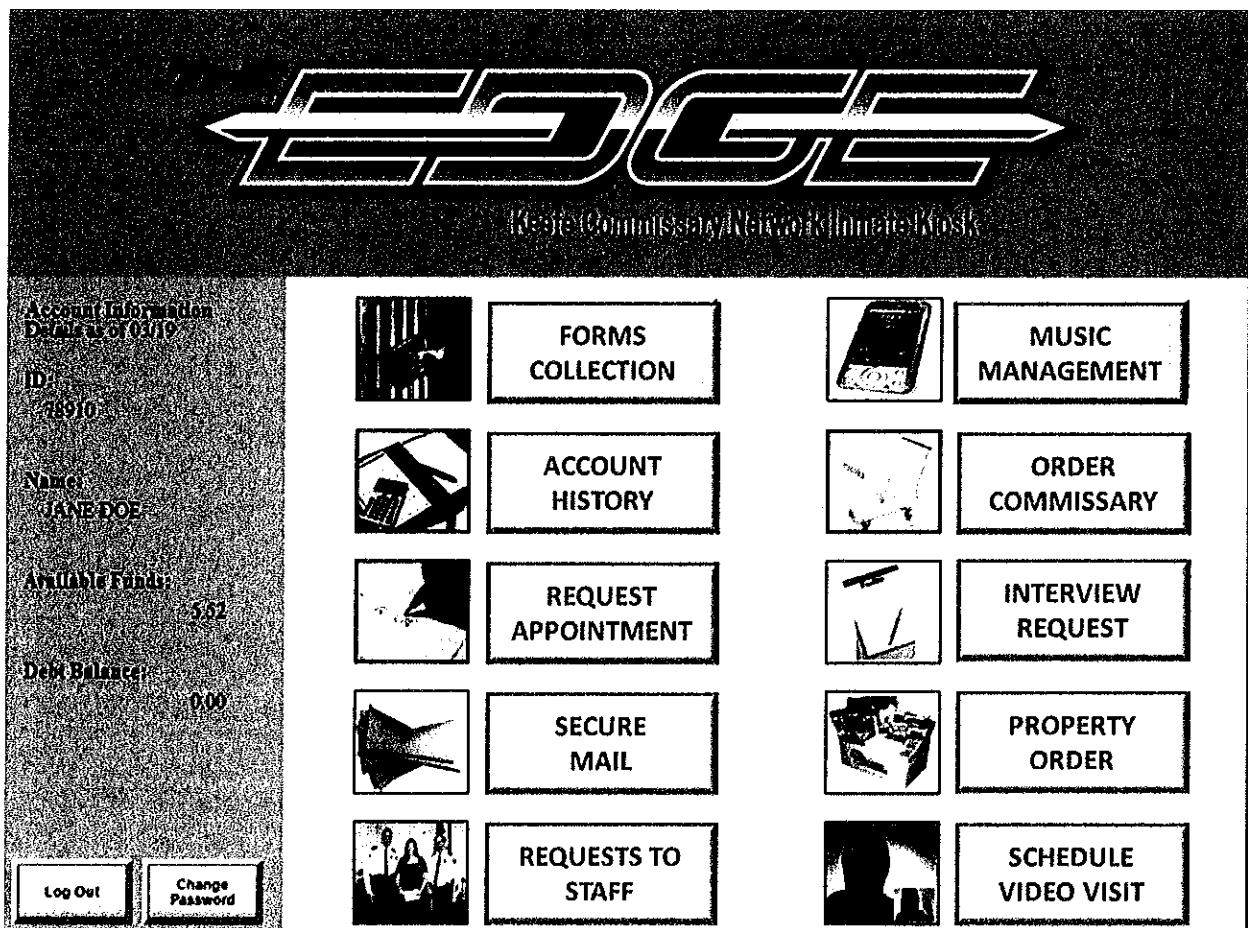 EDGE
Keefe Commissary Network Inmate Kiosk
Account Information
Details as of 03/19
ID:
78910
Name:
JANE DOE
Available Funds:
5.52
Debt Balance:
0.00
Log Out
Change
Password
FORMS
COLLECTION
MUSIC
MANAGEMENT
ACCOUNT
HISTORY
ORDER
COMMISSARY
REQUEST
APPOINTMENT
INTERVIEW
REQUEST
SECURE
MAIL
PROPERTY
ORDER
REQUESTS TO
STAFF
SCHEDULE
VIDEO VISIT